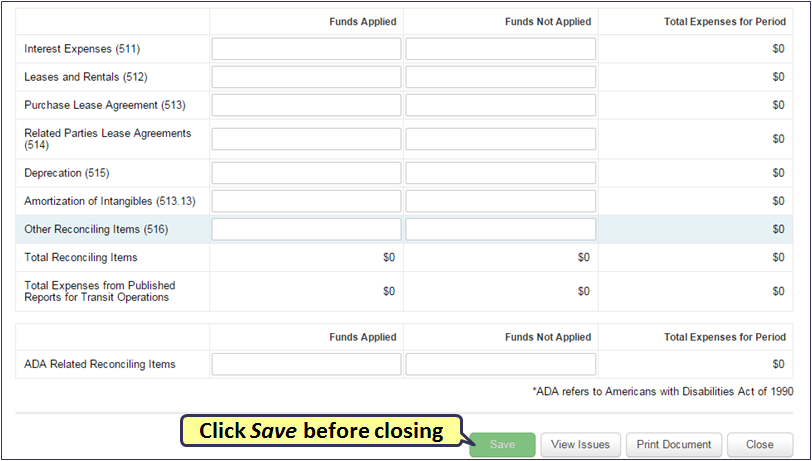 Funds Applied Funds Not Applied Total Expenses for Period
Interest Expenses (511) $0
Leases and Rentals (512) $0
Purchase Lease Agreement (513) $0
Related Parties Lease Agreements
(514) $0
Deprecation (515) $0
Amortization of Intangibles (513.13) $0
Other Reconciling Items (516) $0
Total Reconciling Items $0 $0 $0
Total Expenses from Published
Reports for Transit Operations $0 $0 $0
Funds Applied Funds Not Applied Total Expenses for Period
ADA Related Reconciling Items $0
*ADA refers to Americans with Disabilities Act of 1990
Click Save before closing
Save View Issues Print Document Close